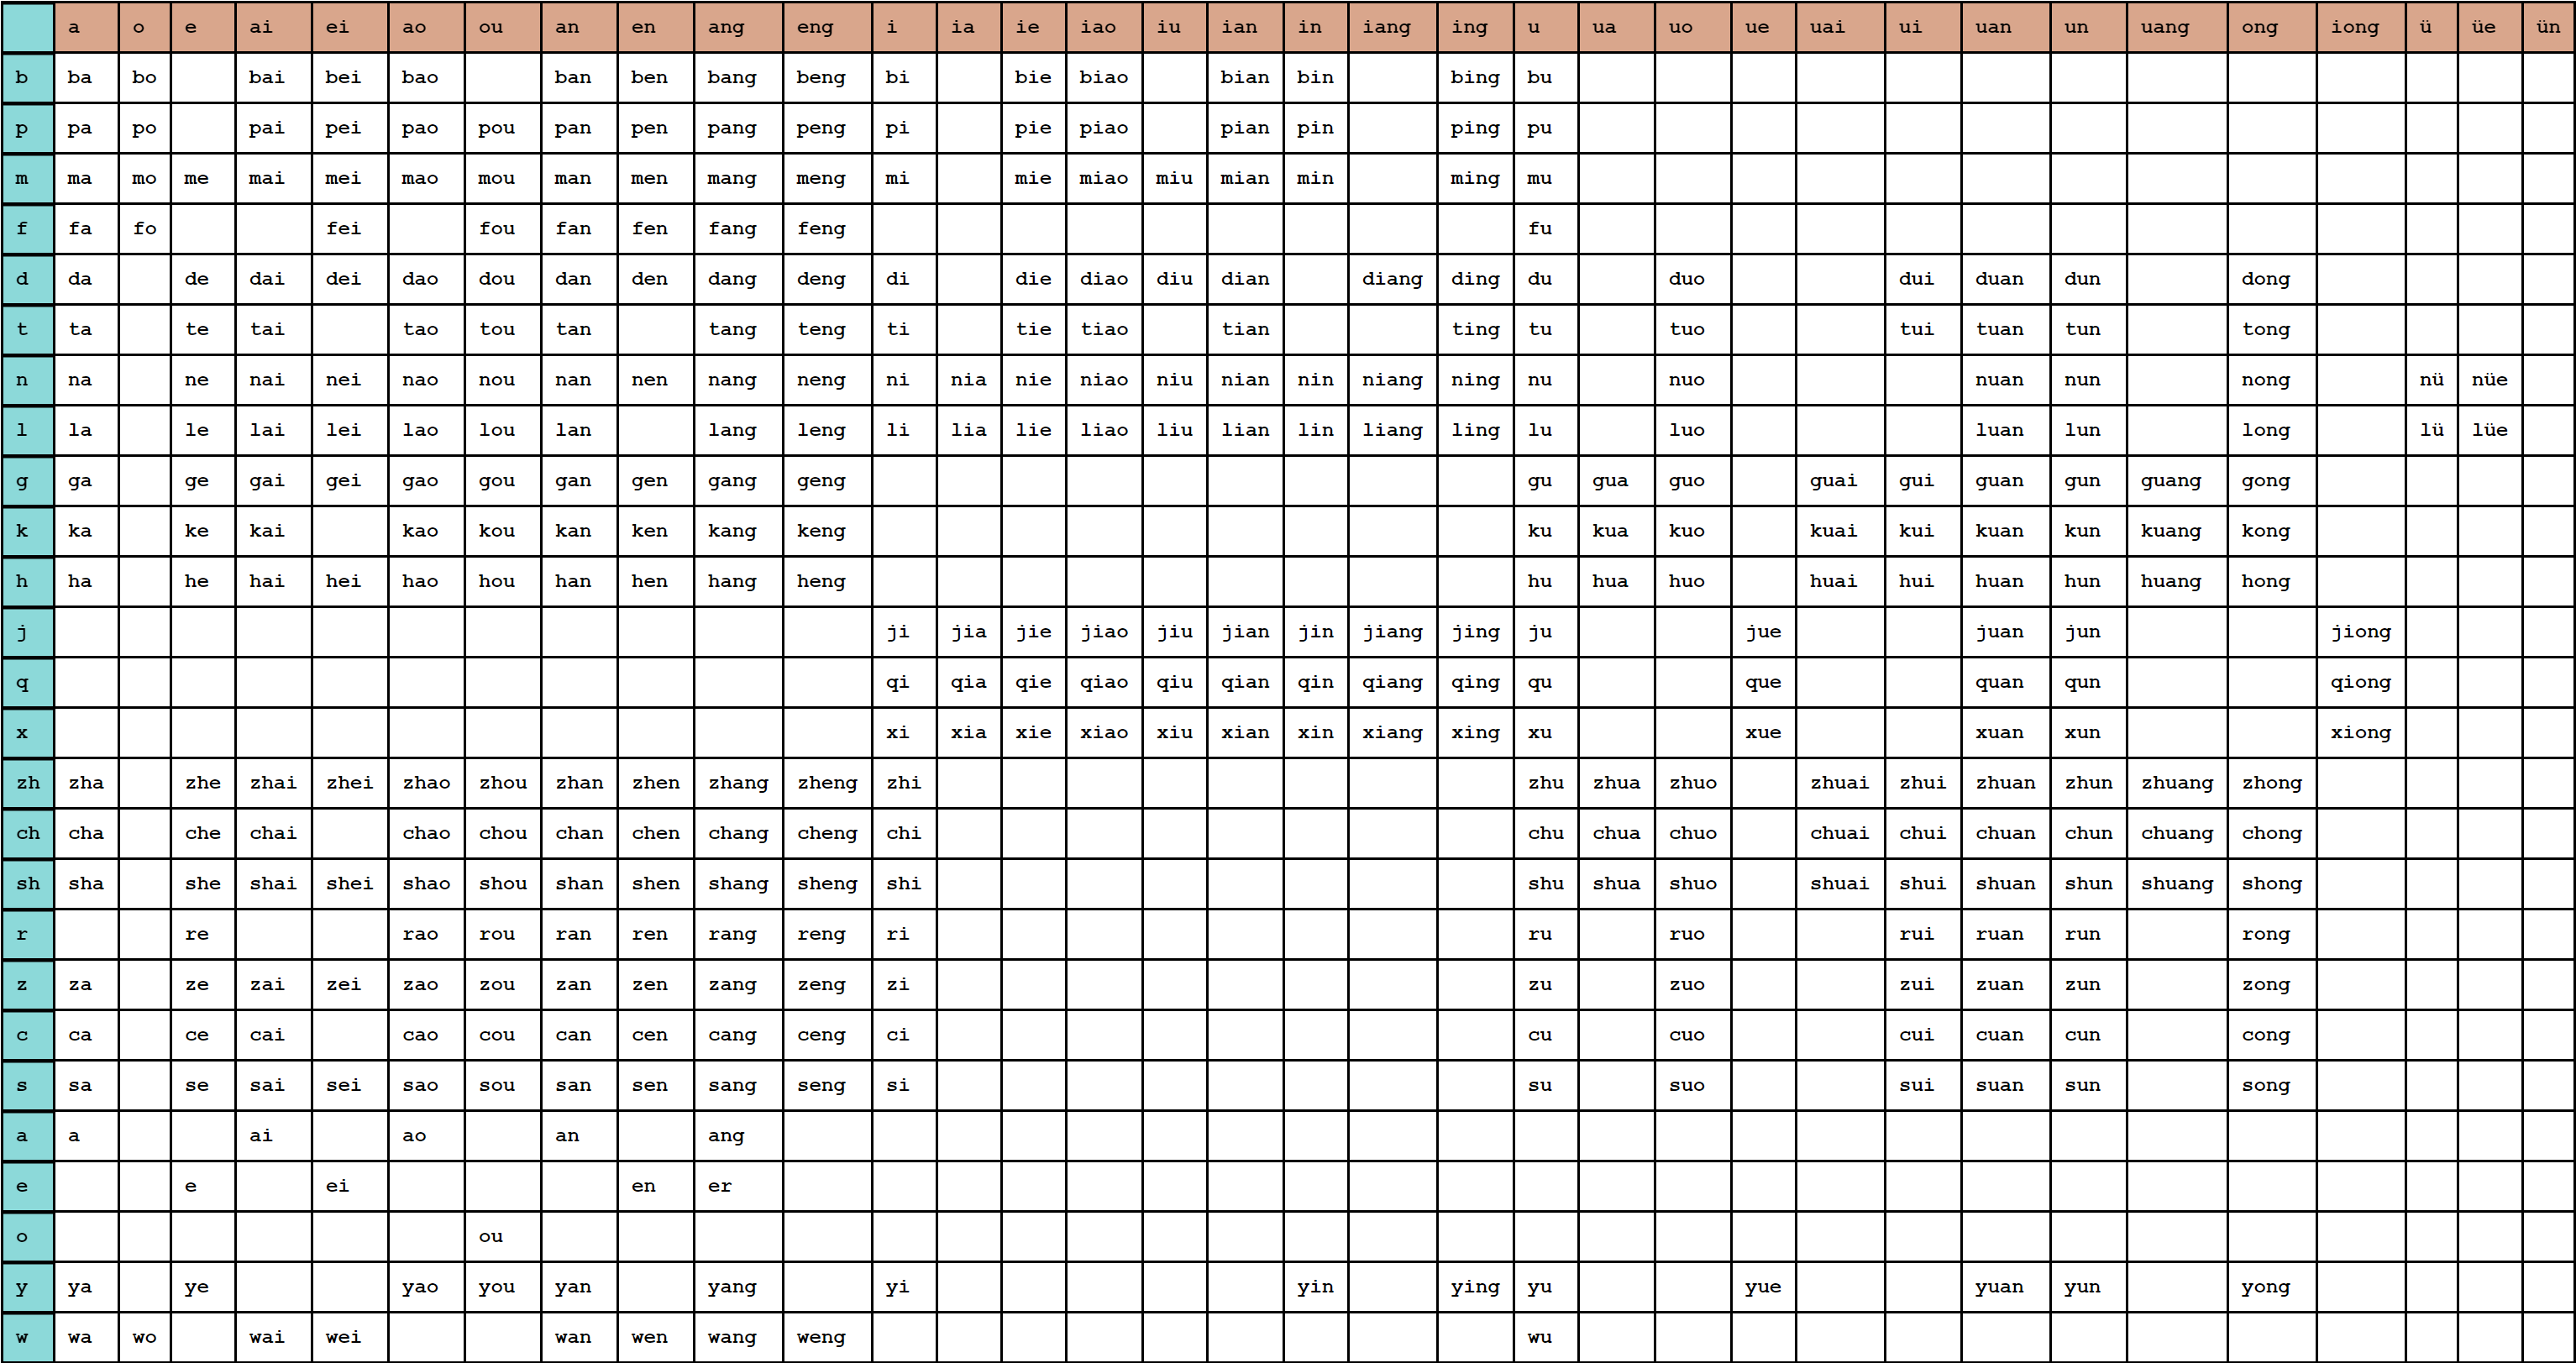 a o e ai ei ao ou an en ang eng i ia ie iao iu ian in iang ing u ua uo ue uai ui uan un uang ong iong ü üe ün
b ba bo bai bei bao ban ben bang beng bi bie biao bian bin bing bu
p pa po pai pei pao pou pan pen pang peng pi pie piao pian pin ping pu
m ma mo me mai mei mao mou man men mang meng mi mie miao miu mian min ming mu
f fa fo fei fou fan fen fang feng fu
d da de dai dei dao dou dan den dang deng di die diao diu dian diang ding du duo dui duan dun dong
t ta te tai tao tou tan tang teng ti tie tiao tian ting tu tuo tui tuan tun tong
n na ne nai nei nao nou nan nen nang neng ni nia nie niao niu nian nin niang ning nu nuo nuan nun nong nü nüe
l la le lai lei lao lou lan lang leng li lia lie liao liu lian lin liang ling lu luo luan lun long lü lüe
g ga ge gai gei gao gou gan gen gang geng gu gua guo guai gui guan gun guang gong
k ka ke kai kao kou kan ken kang keng ku kua kuo kuai kui kuan kun kuang kong
h ha he hai hei hao hou han hen hang heng hu hua huo huai hui huan hun huang hong
j ji jia jie jiao jiu jian jin jiang jing ju jue juan jun jiong
q qi qia qie qiao qiu qian qin qiang qing qu que quan qun qiong
x xi xia xie xiao xiu xian xin xiang xing xu xue xuan xun xiong
zh zha zhe zhai zhei zhao zhou zhan zhen zhang zheng zhi zhu zhua zhuo zhuai zhui zhuan zhun zhuang zhong
ch cha che chai chao chou chan chen chang cheng chi chu chua chuo chuai chui chuan chun chuang chong
sh sha she shai shei shao shou shan shen shang sheng shi shu shua shuo shuai shui shuan shun shuang shong
r re rao rou ran ren rang reng ri ru ruo rui ruan run rong
z za ze zai zei zao zou zan zen zang zeng zi zu zuo zui zuan zun zong
c ca ce cai cao cou can cen cang ceng ci cu cuo cui cuan cun cong
s sa se sai sei sao sou san sen sang seng si su suo sui suan sun song
a a ai ao an ang
e e ei en er
o ou
y ya ye yao you yan yang yi yin ying yu yue yuan yun yong
w wa wo wai wei wan wen wang weng wu